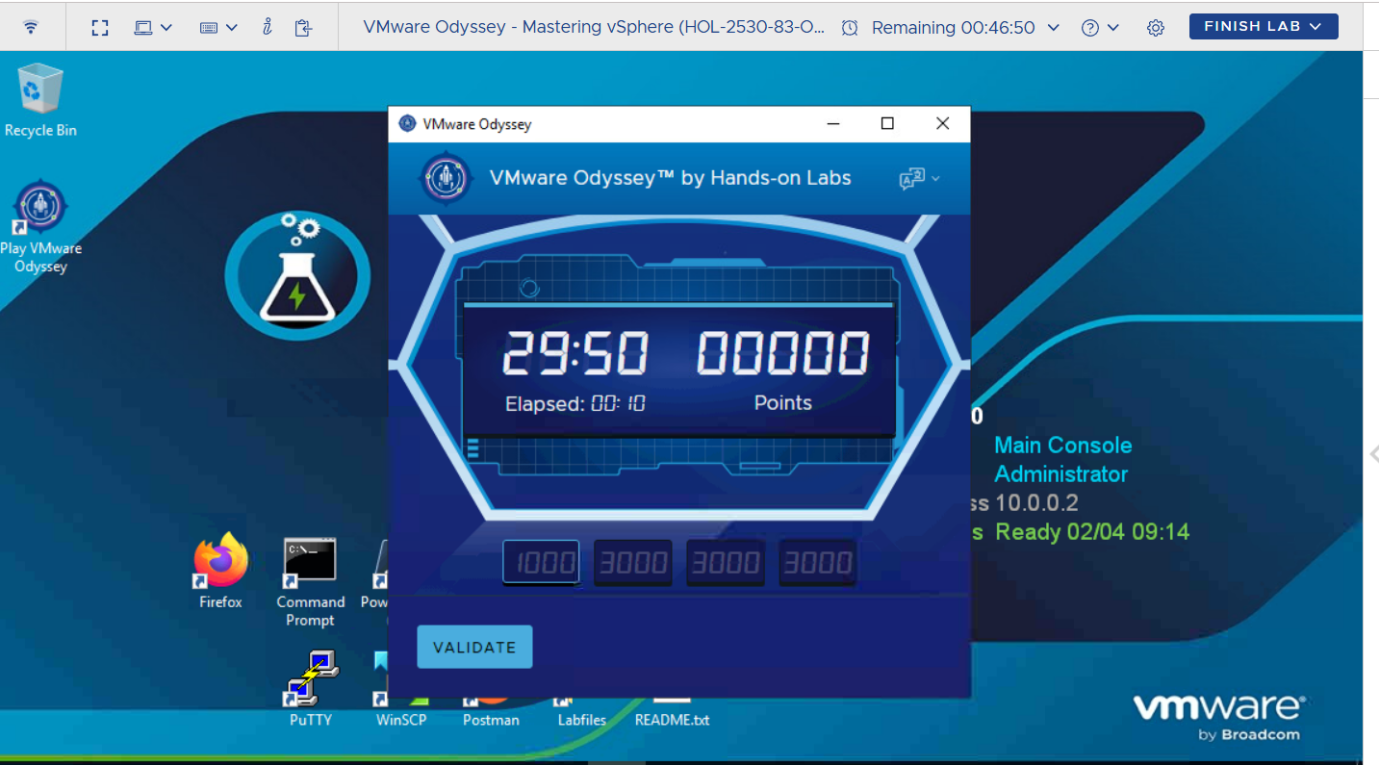 VMware Odyssey - Mastering vSphere (HOL-2530-83-O...
Remaining 00:46:50
FINISH LAB
Recycle Bin
Play VMware
Odyssey
VMware Odyssey
VMware Odyssey™ by Hands-on Labs
29:50 00000
Elapsed: 00:10 Points
1000 3000 3000 3000
VALIDATE
0
Main Console
Administrator
ss 10.0.0.2
s Ready 02/04 09:14
C:\_
Firefox
Command
Prompt
Pow
PuTTY
WinSCP
Postman
Labfiles
README.txt
vmware®
by Broadcom